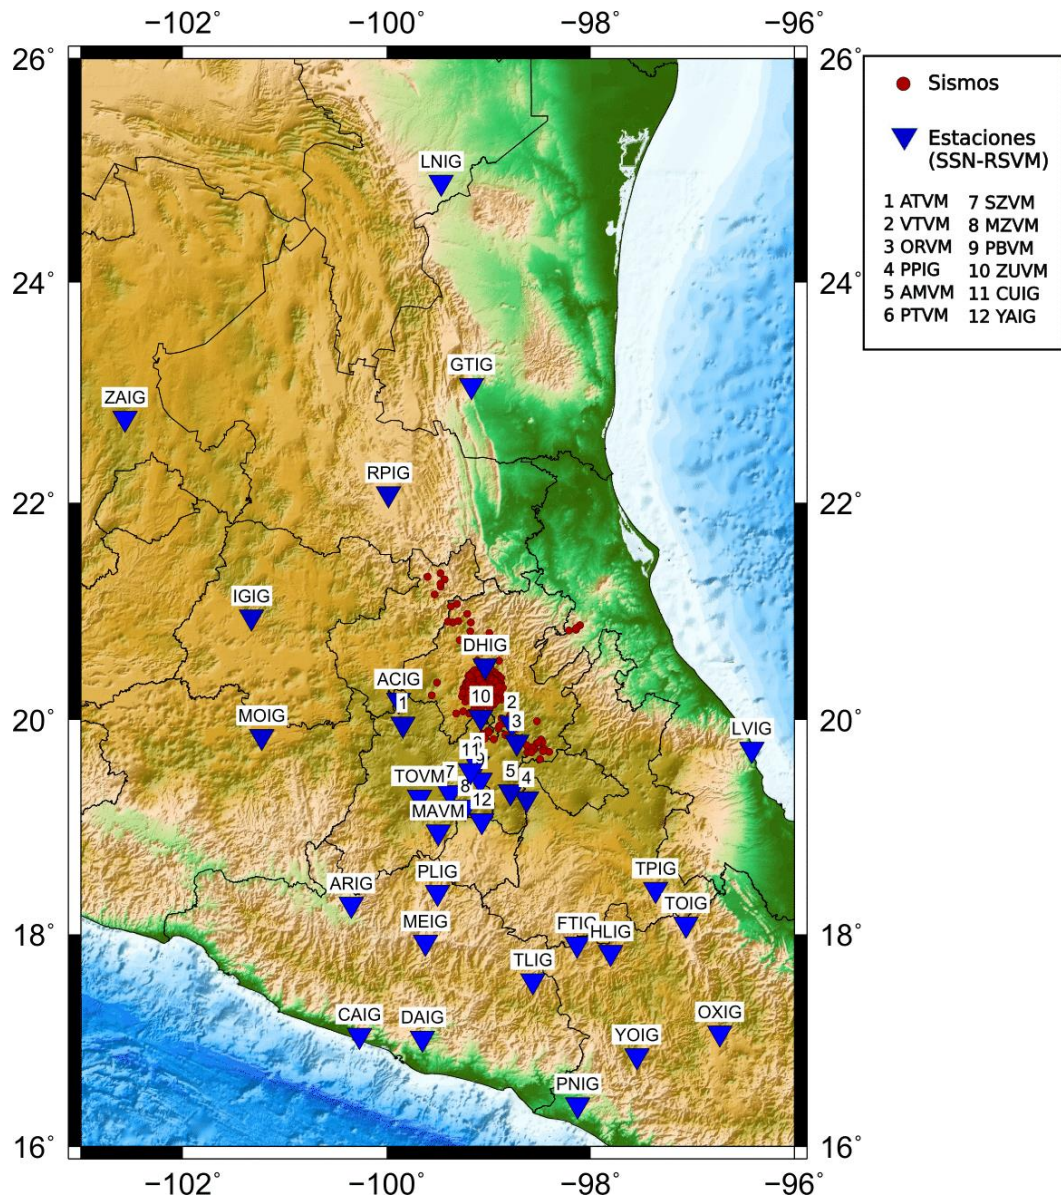 −102° −100° −98° −96°
26° 26°
Sismos
Estaciones
(SSN-RSVM)
1 ATVM 7 SZVM
2 VTVM 8 MZVM
3 ORVM 9 PBVM
4 PPIG 10 ZUVM
5 AMVM 11 CUIG
6 PTVM 12 YAIG
LNIG
24° 24°
GTIG
ZAIG
RPIG
22° 22°
IGIG
DHIG
ACIG
10
1
2
MOIG
3
20° 20°
LVIG
11
9
TOVM
7
5
4
8
12
MAVM
PLIG
TPIG
ARIG
TOIG
MEIG
FTIG
HLIG
18° 18°
TLIG
CAIG
DAIG
OXIG
YOIG
PNIG
16° 16°
−102° −100° −98° −96°